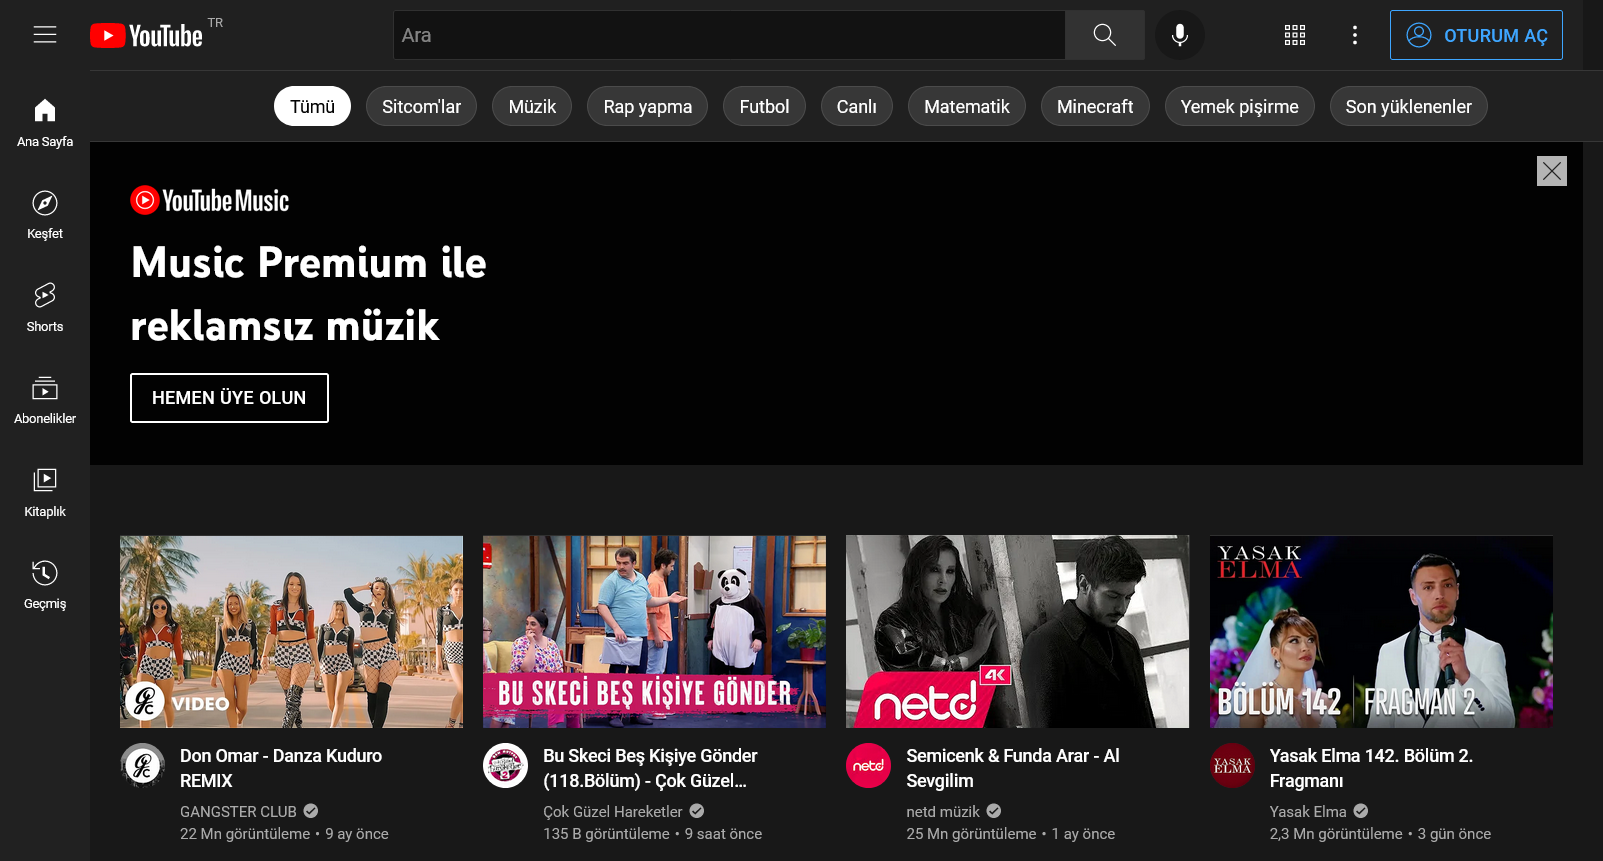 YouTube TR
Ara
OTURUM AÇ
Tümü
Sitcom'lar
Müzik
Rap yapma
Futbol
Canlı
Matematik
Minecraft
Yemek pişirme
Son yüklenenler
Ana Sayfa
Keşfet
Shorts
Abonelikler
Kitaplık
Geçmiş
YouTube Music
Music Premium ile
reklamsız müzik
HEMEN ÜYE OLUN
VIDEO
Don Omar - Danza Kuduro
REMIX
GANGSTER CLUB
22 Mn görüntüleme • 9 ay önce
BU SKECİ BEŞ KİŞİYE GÖNDER
Bu Skeci Beş Kişiye Gönder
(118.Bölüm) - Çok Güzel...
Çok Güzel Hareketler
135 B görüntüleme • 9 saat önce
4K
netd
netd
Semicenk & Funda Arar - Al
Sevgilim
netd müzik
25 Mn görüntüleme • 1 ay önce
YASAK
ELMA
BÖLÜM 142
FRAGMAN 2
YASAK
ELMA
Yasak Elma 142. Bölüm 2.
Fragmanı
Yasak Elma
2,3 Mn görüntüleme • 3 gün önce